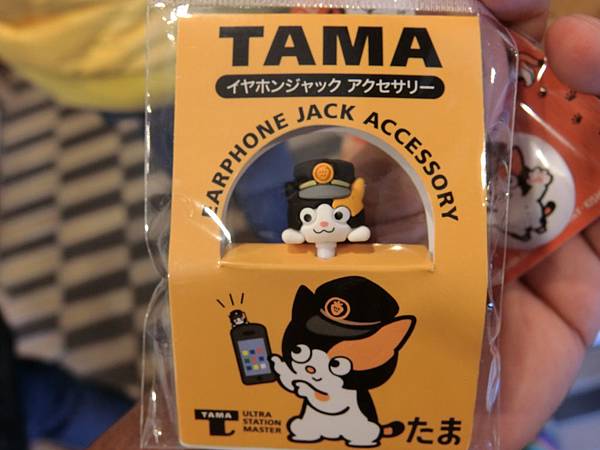 TAMA
イヤホンジャック アクセサリー
EARPHONE JACK ACCESSORY
TAMA
ULTRA
STATION
MASTER
たま